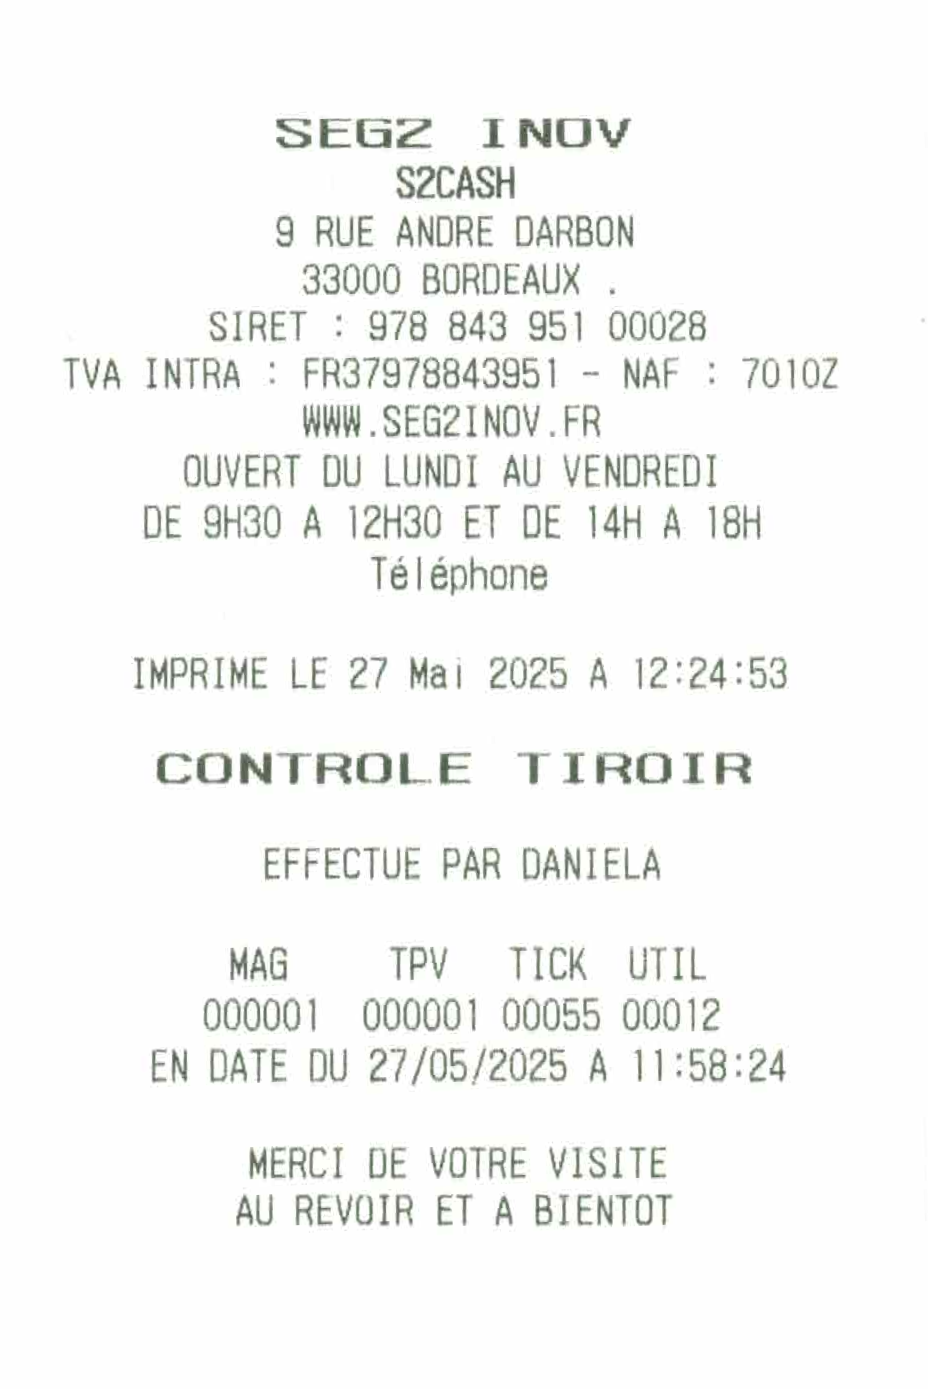 SEG2 INOV
S2CASH
9 RUE ANDRE DARBON
33000 BORDEAUX .
SIRET : 978 843 951 00028
TVA INTRA : FR37978843951 - NAF : 7010Z
WWW.SEG2INOV.FR
OUVERT DU LUNDI AU VENDREDI
DE 9H30 A 12H30 ET DE 14H A 18H
Téléphone
IMPRIME LE 27 Mai 2025 A 12:24:53
CONTROLE TIROIR
EFFECTUE PAR DANIELA
MAG TPV TICK UTIL
000001 000001 00055 00012
EN DATE DU 27/05/2025 A 11:58:24
MERCI DE VOTRE VISITE
AU REVOIR ET A BIENTOT